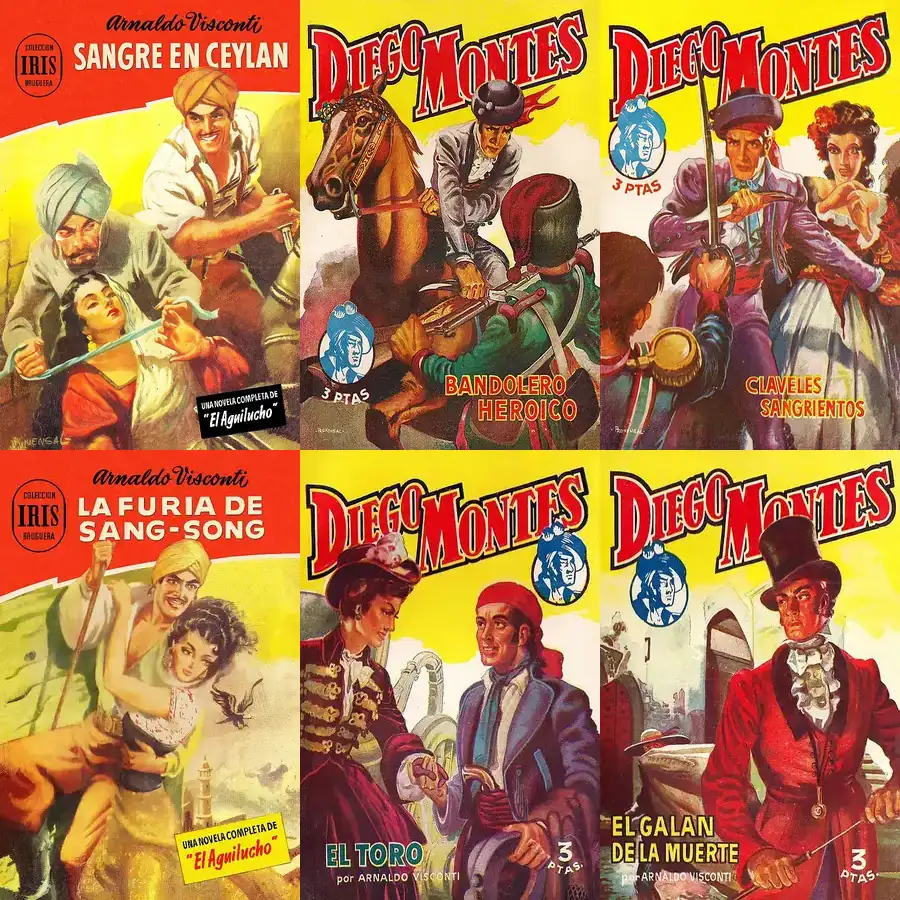 Arnaldo Visconti
COLECCION
IRIS
BRUGUERA
SANGRE EN CEYLAN
UNA NOVELA COMPLETA DE
"El Aguilucho"
DIEGO MONTES
3 PTAS
BANDOLERO
HEROICO
DIEGO MONTES
3 PTAS
CLAVELES
SANGRIENTOS
Arnaldo Visconti
COLECCION
IRIS
BRUGUERA
LA FURIA DE
SANG-SONG
UNA NOVELA COMPLETA DE
"El Aguilucho"
DIEGO MONTES
EL TORO
por ARNALDO VISCONTI
3
PTAS.
DIEGO MONTES
EL GALAN
DE LA MUERTE
por ARNALDO VISCONTI
3
PTAS.